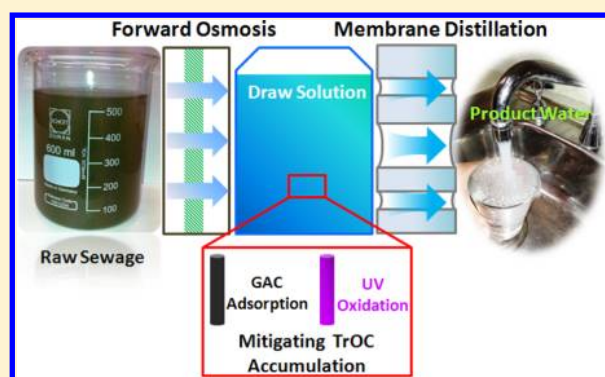 Forward Osmosis
Membrane Distillation
Draw Solution
Product Water
500
400
600 ml
300
200
100
Raw Sewage
GAC
Adsorption
UV
Oxidation
Mitigating TrOC
Accumulation